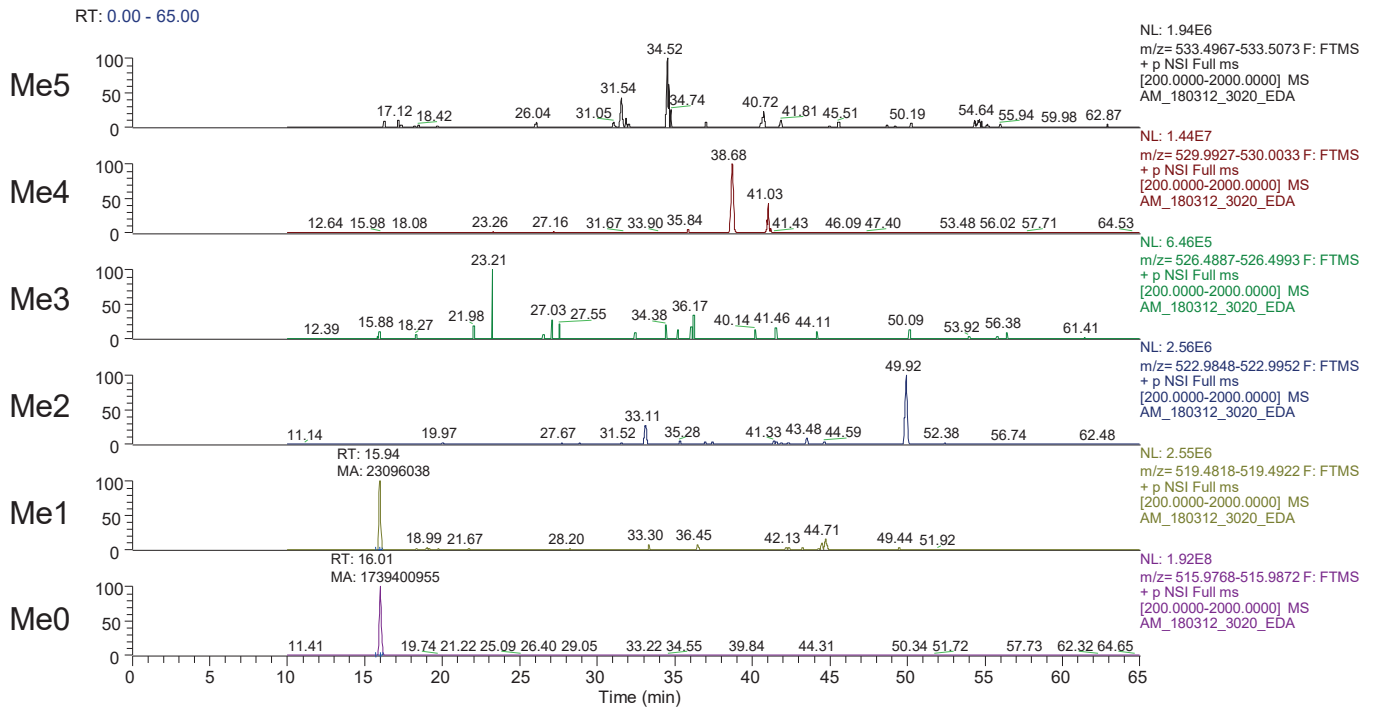 RT: 0.00 - 65.00
Me5
100
50
0
17.12 18.42 26.04 31.05 31.54 34.52 34.74 40.72 41.81 45.51 50.19 54.64 55.94 59.98 62.87
NL: 1.94E6
m/z= 533.4967-533.5073 F: FTMS
+ p NSI Full ms
[200.0000-2000.0000] MS
AM_180312_3020_EDA
Me4
100
50
0
12.64 15.98 18.08 23.26 27.16 31.67 33.90 35.84 38.68 41.03 41.43 46.09 47.40 53.48 56.02 57.71 64.53
NL: 1.44E7
m/z= 529.9927-530.0033 F: FTMS
+ p NSI Full ms
[200.0000-2000.0000] MS
AM_180312_3020_EDA
Me3
100
50
0
12.39 15.88 18.27 21.98 23.21 27.03 27.55 34.38 36.17 40.14 41.46 44.11 50.09 53.92 56.38 61.41
NL: 6.46E5
m/z= 526.4887-526.4993 F: FTMS
+ p NSI Full ms
[200.0000-2000.0000] MS
AM_180312_3020_EDA
Me2
100
50
0
11.14 19.97 27.67 31.52 33.11 35.28 41.33 43.48 44.59 49.92 52.38 56.74 62.48
NL: 2.56E6
m/z= 522.9848-522.9952 F: FTMS
+ p NSI Full ms
[200.0000-2000.0000] MS
AM_180312_3020_EDA
Me1
RT: 15.94
MA: 23096038
100
50
0
18.99 21.67 28.20 33.30 36.45 42.13 44.71 49.44 51.92
NL: 2.55E6
m/z= 519.4818-519.4922 F: FTMS
+ p NSI Full ms
[200.0000-2000.0000] MS
AM_180312_3020_EDA
Me0
RT: 16.01
MA: 1739400955
100
50
0
11.41 19.74 21.22 25.09 26.40 29.05 33.22 34.55 39.84 44.31 50.34 51.72 57.73 62.32 64.65
NL: 1.92E8
m/z= 515.9768-515.9872 F: FTMS
+ p NSI Full ms
[200.0000-2000.0000] MS
AM_180312_3020_EDA
0 5 10 15 20 25 30 35 40 45 50 55 60 65
Time (min)